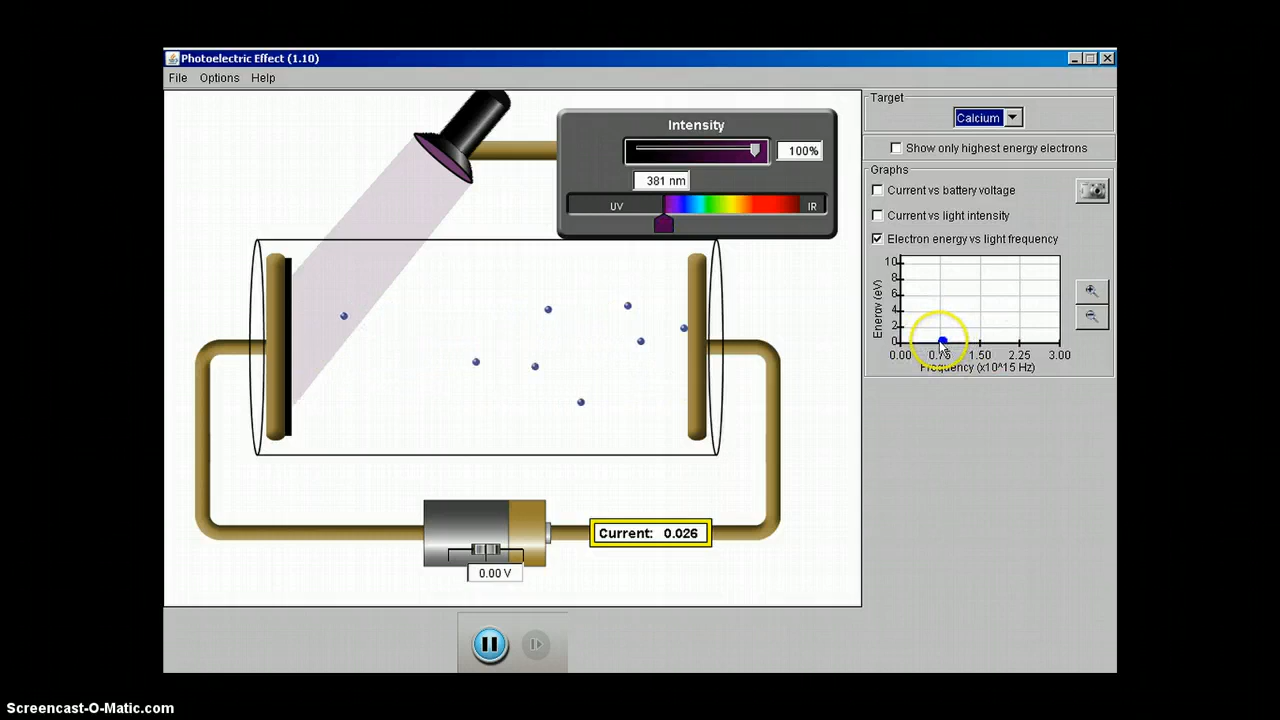 Photoelectric Effect (1.10)
File Options Help
Intensity
100%
381 nm
UV
IR
Current: 0.026
0.00 V
Target
Calcium
Show only highest energy electrons
Graphs
Current vs battery voltage
Current vs light intensity
Electron energy vs light frequency
Energy (eV)
10
8
6
4
2
0
0.00 0.75 1.50 2.25 3.00
Frequency (x10^15 Hz)
Screencast-O-Matic.com